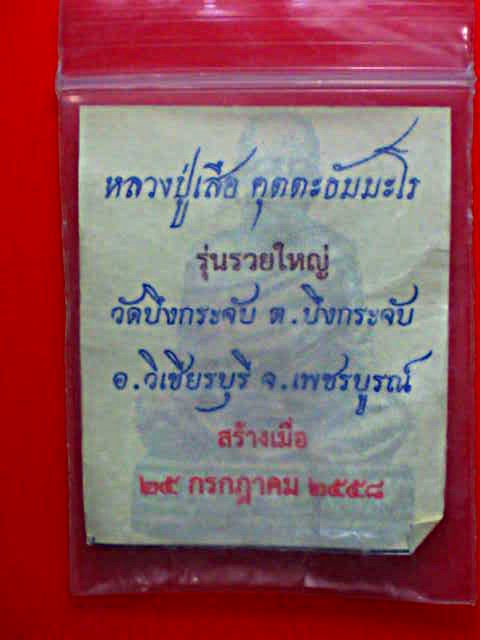 หลวงปู่เสือ คุตตะธัมมะโร
รุ่นรวยใหญ่
วัดบึงกระจับ ต.บึงกระจับ
อ.วิเชียรบุรี จ.เพชรบูรณ์
สร้างเมื่อ
๒๕ กรกฎาคม ๒๕๕๘